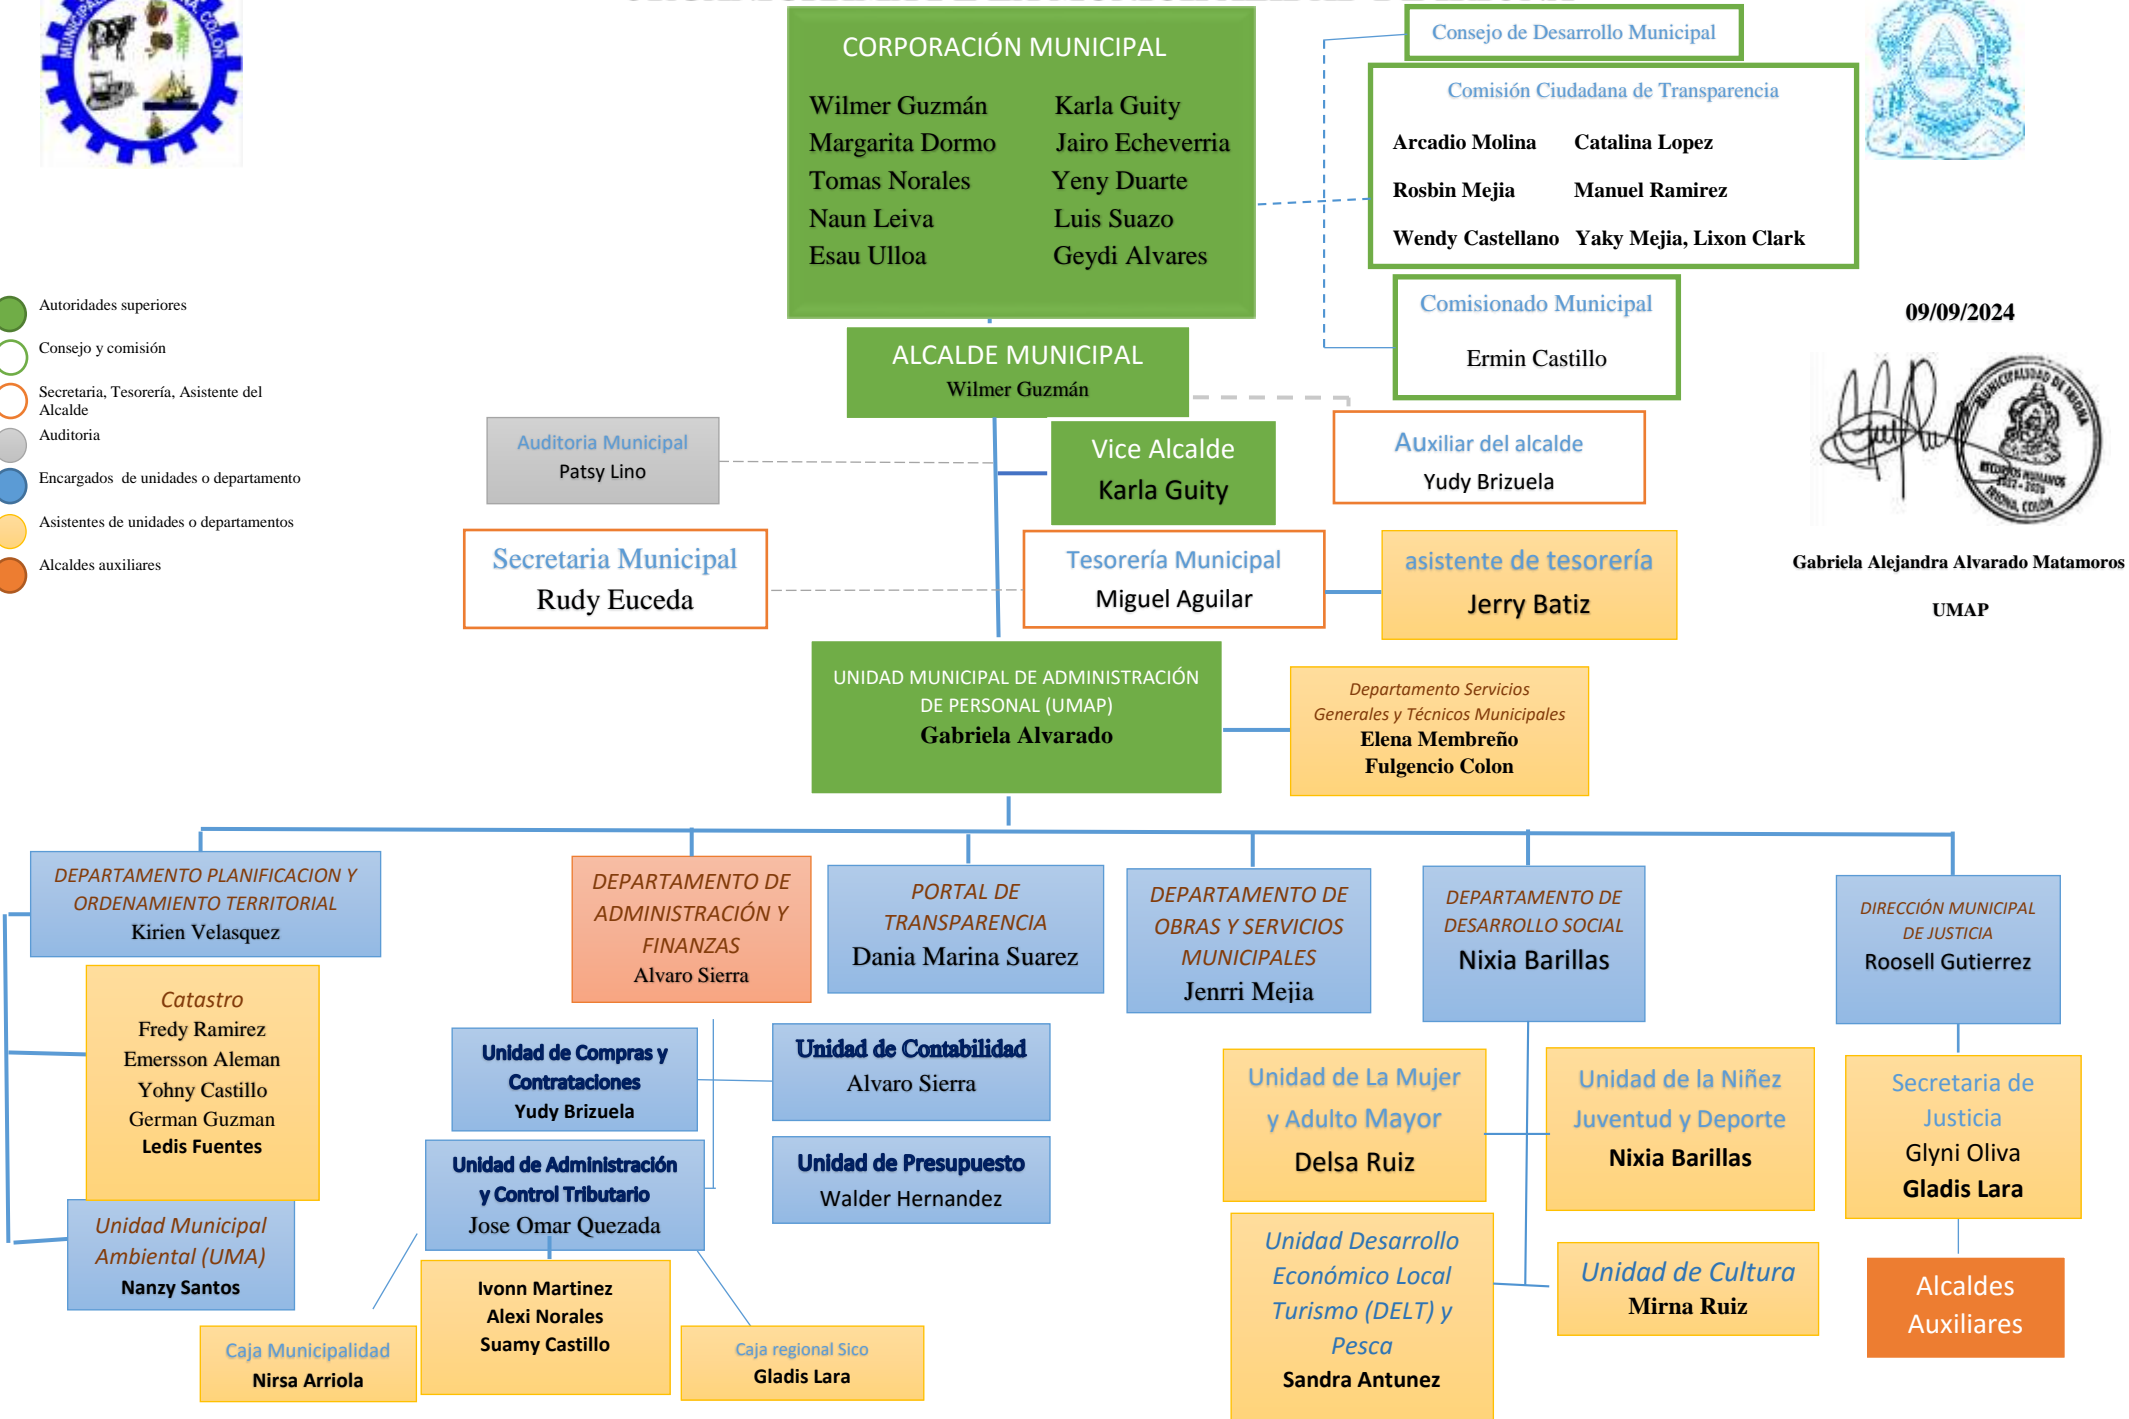 CORPORACIÓN MUNICIPAL
Wilmer Guzmán Karla Guity
Margarita Dormo Jairo Echeverria
Tomas Norales Yeny Duarte
Naun Leiva Luis Suazo
Esau Ulloa Geydi Alvares
Consejo de Desarrollo Municipal
Comisión Ciudadana de Transparencia
Arcadio Molina Catalina Lopez
Rosbin Mejia Manuel Ramirez
Wendy Castellano Yaky Mejia, Lixon Clark
Comisionado Municipal
Ermin Castillo
Autoridades superiores
Consejo y comisión
Secretaria, Tesorería, Asistente del
Alcalde
Auditoria
Encargados de unidades o departamento
Asistentes de unidades o departamentos
Alcaldes auxiliares
09/09/2024
MUNICIPALIDAD DE IRIONA
RECURSOS HUMANOS
IRIONA, COLON
Gabriela Alejandra Alvarado Matamoros
UMAP
ALCALDE MUNICIPAL
Wilmer Guzmán
Auditoria Municipal
Patsy Lino
Vice Alcalde
Karla Guity
Auxiliar del alcalde
Yudy Brizuela
Secretaria Municipal
Rudy Euceda
Tesorería Municipal
Miguel Aguilar
asistente de tesorería
Jerry Batiz
UNIDAD MUNICIPAL DE ADMINISTRACIÓN
DE PERSONAL (UMAP)
Gabriela Alvarado
Departamento Servicios
Generales y Técnicos Municipales
Elena Membreño
Fulgencio Colon
DEPARTAMENTO PLANIFICACION Y
ORDENAMIENTO TERRITORIAL
Kirien Velasquez
DEPARTAMENTO DE
ADMINISTRACIÓN Y
FINANZAS
Alvaro Sierra
PORTAL DE
TRANSPARENCIA
Dania Marina Suarez
DEPARTAMENTO DE
OBRAS Y SERVICIOS
MUNICIPALES
Jenrri Mejia
DEPARTAMENTO DE
DESARROLLO SOCIAL
Nixia Barillas
DIRECCIÓN MUNICIPAL
DE JUSTICIA
Roosell Gutierrez
Catastro
Fredy Ramirez
Emersson Aleman
Yohny Castillo
German Guzman
Ledis Fuentes
Unidad Municipal
Ambiental (UMA)
Nanzy Santos
Unidad de Compras y
Contrataciones
Yudy Brizuela
Unidad de Contabilidad
Alvaro Sierra
Unidad de Administración
y Control Tributario
Jose Omar Quezada
Unidad de Presupuesto
Walder Hernandez
Ivonn Martinez
Alexi Norales
Suamy Castillo
Caja Municipalidad
Nirsa Arriola
Caja regional Sico
Gladis Lara
Unidad de La Mujer
y Adulto Mayor
Delsa Ruiz
Unidad de la Niñez
Juventud y Deporte
Nixia Barillas
Unidad Desarrollo
Económico Local
Turismo (DELT) y
Pesca
Sandra Antunez
Unidad de Cultura
Mirna Ruiz
Secretaria de
Justicia
Glyni Oliva
Gladis Lara
Alcaldes
Auxiliares